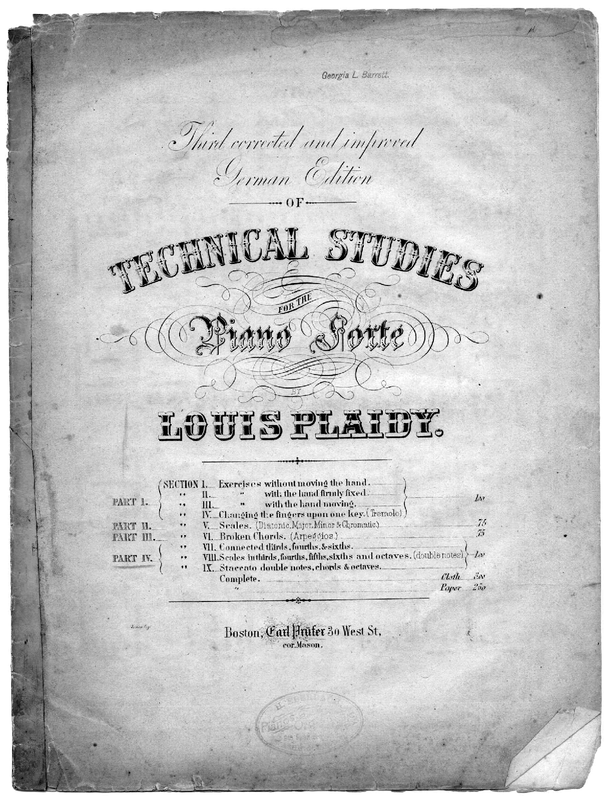 Georgia L. Barrett.
Third corrected and improved
German Edition
OF
TECHNICAL STUDIES
FOR THE
Piano Forte
LOUIS PLAIDY.
PART I. SECTION I. Exercises without moving the hand.
" II. " with the hand firmly fixed.
" III. " with the hand moving. 100
" IV. Changing the fingers upon one key. (Tremolo)
PART II. " V. Scales. (Diatonic, Major, Minor & Chromatic) 75
PART III. " VI. Broken Chords. (Arpeggios) 75
PART IV. " VII. Connected thirds, fourths, & sixths.
" VIII. Scales in thirds, fourths, fifths, sixths and octaves. (double notes) 100
" IX. Staccato double notes, chords & octaves.
Complete. Cloth 300
" Paper 250
Boston, Carl Prüfer 30 West St,
cor. Mason.